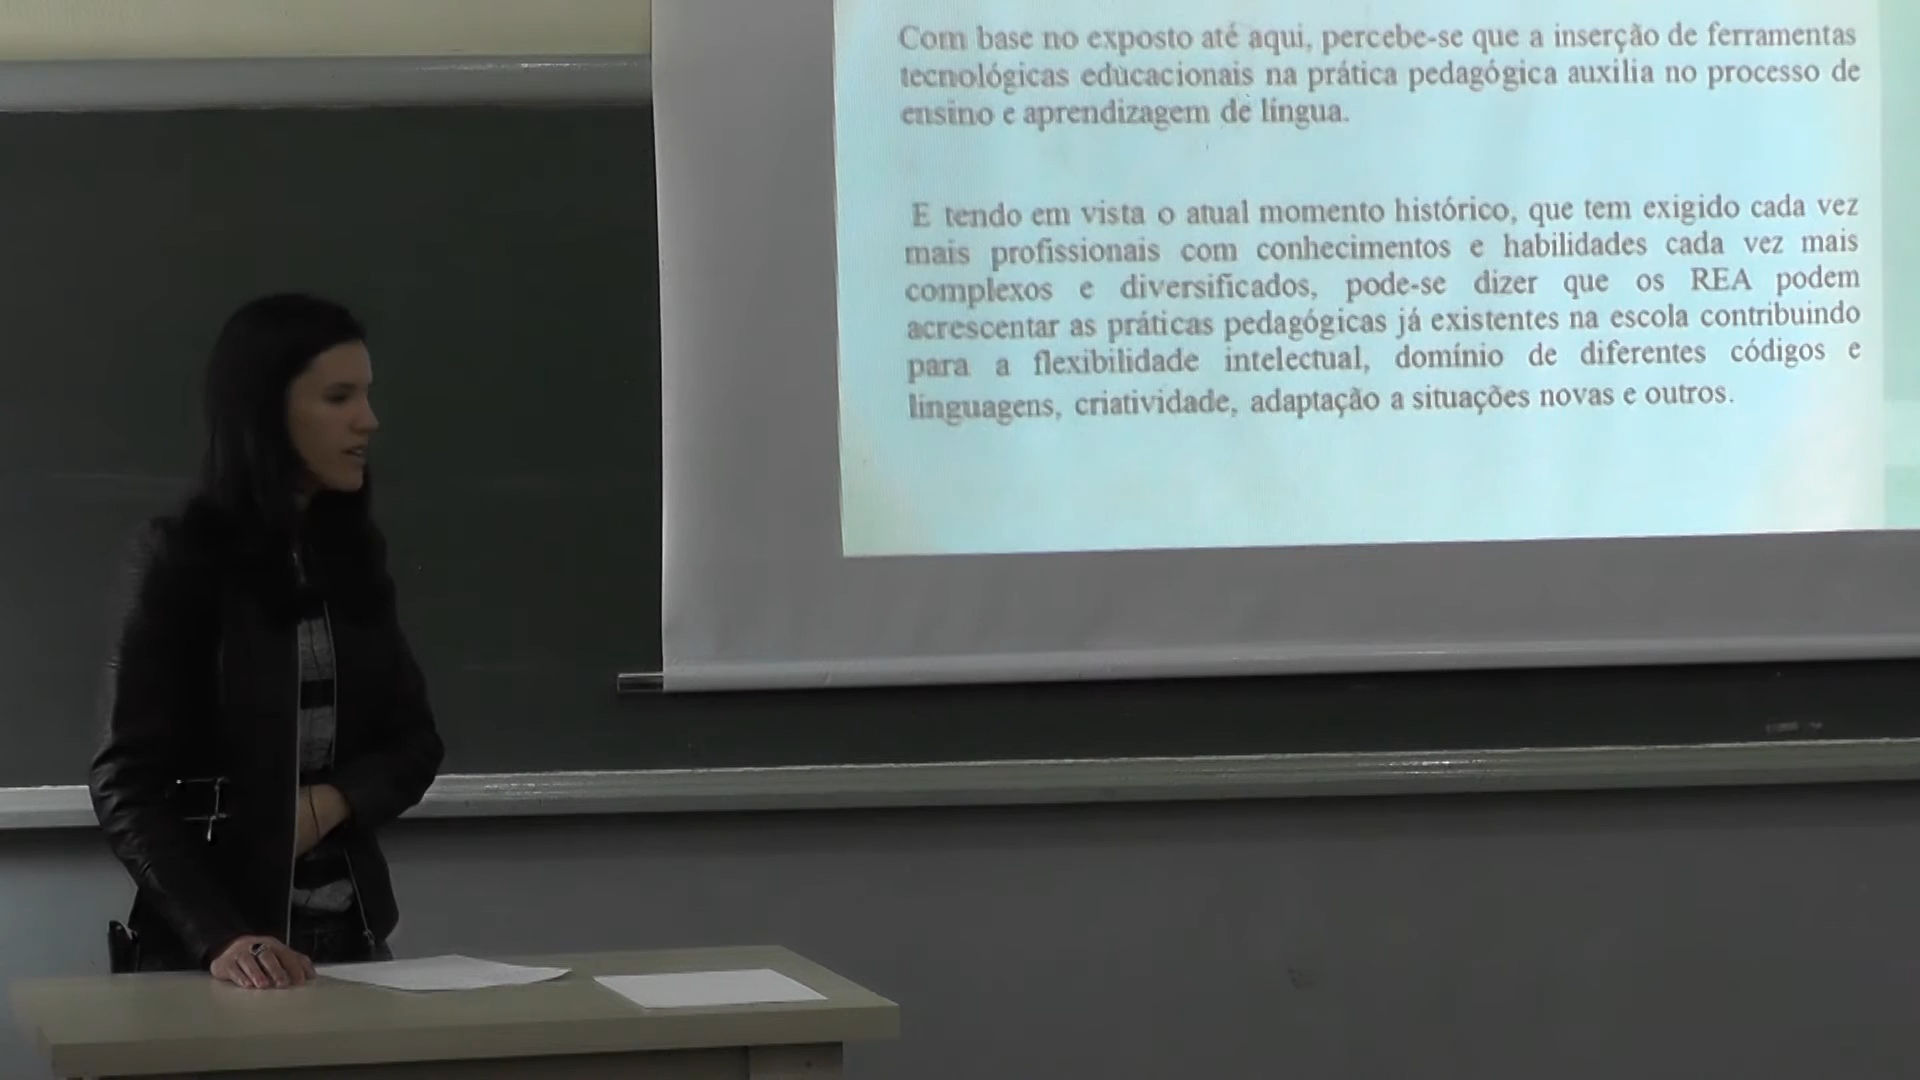 Com base no exposto até aqui, percebe-se que a inserção de ferramentas
tecnológicas educacionais na prática pedagógica auxilia no processo de
ensino e aprendizagem de língua.
E tendo em vista o atual momento histórico, que tem exigido cada vez
mais profissionais com conhecimentos e habilidades cada vez mais
complexos e diversificados, pode-se dizer que os REA podem
acrescentar as práticas pedagógicas já existentes na escola contribuindo
para a flexibilidade intelectual, domínio de diferentes códigos e
linguagens, criatividade, adaptação a situações novas e outros.